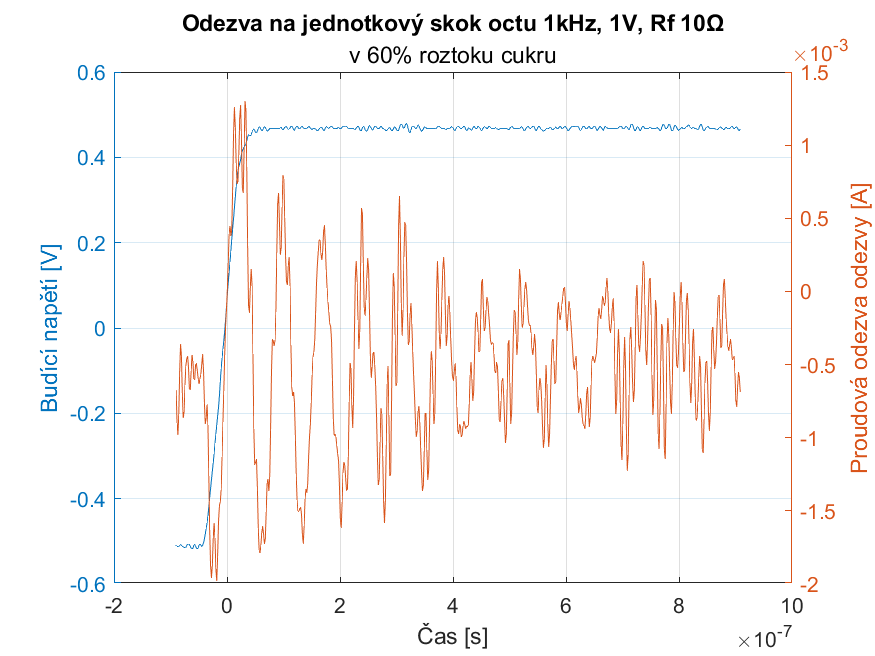 Odezva na jednotkový skok octu 1kHz, 1V, Rf 10Ω
v 60% roztoku cukru
×10⁻³
0.6
0.4
0.2
0
-0.2
-0.4
-0.6
Budící napětí [V]
1.5
1
0.5
0
-0.5
-1
-1.5
-2
Proudová odezva odezvy [A]
-2 0 2 4 6 8 10
Čas [s]
×10⁻⁷